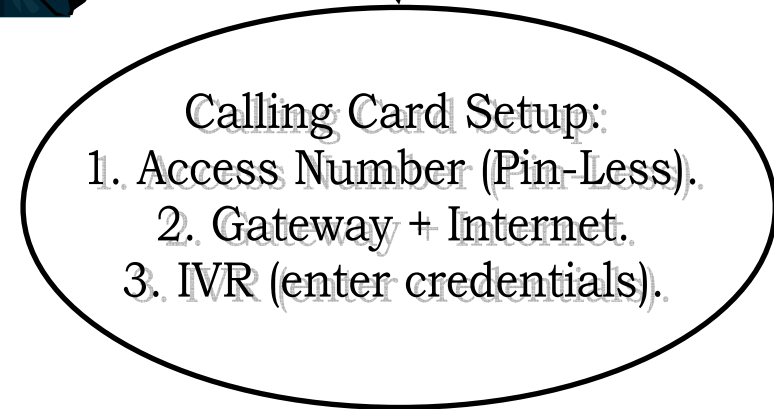 Calling Card Setup:
1. Access Number (Pin-Less).
2. Gateway + Internet.
3. IVR (enter credentials).